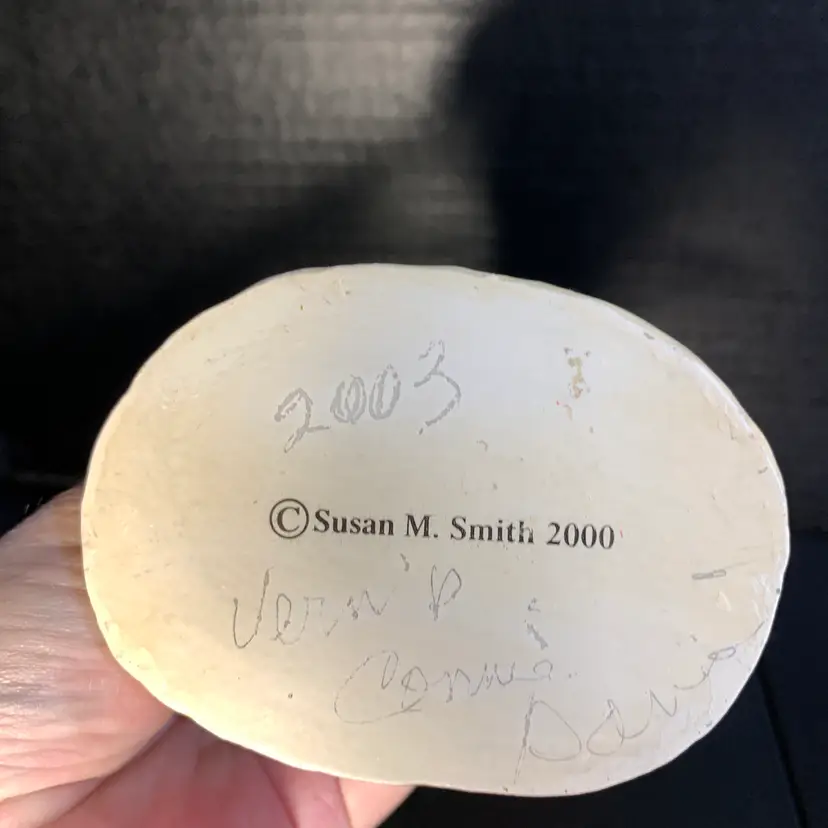 2003
©Susan M. Smith 2000
Vern &
Connie